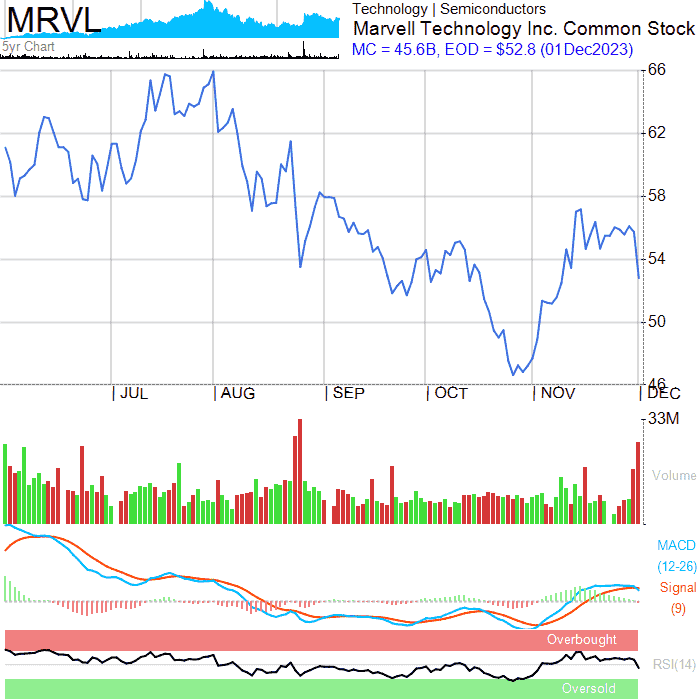 MRVL
5yr Chart
Technology | Semiconductors
Marvell Technology Inc. Common Stock
MC = 45.6B, EOD = $52.8 (01Dec2023)
66
62
58
54
50
46
JUL
AUG
SEP
OCT
NOV
DEC
33M
Volume
MACD
(12-26)
Signal
(9)
Overbought
RSI(14)
Oversold